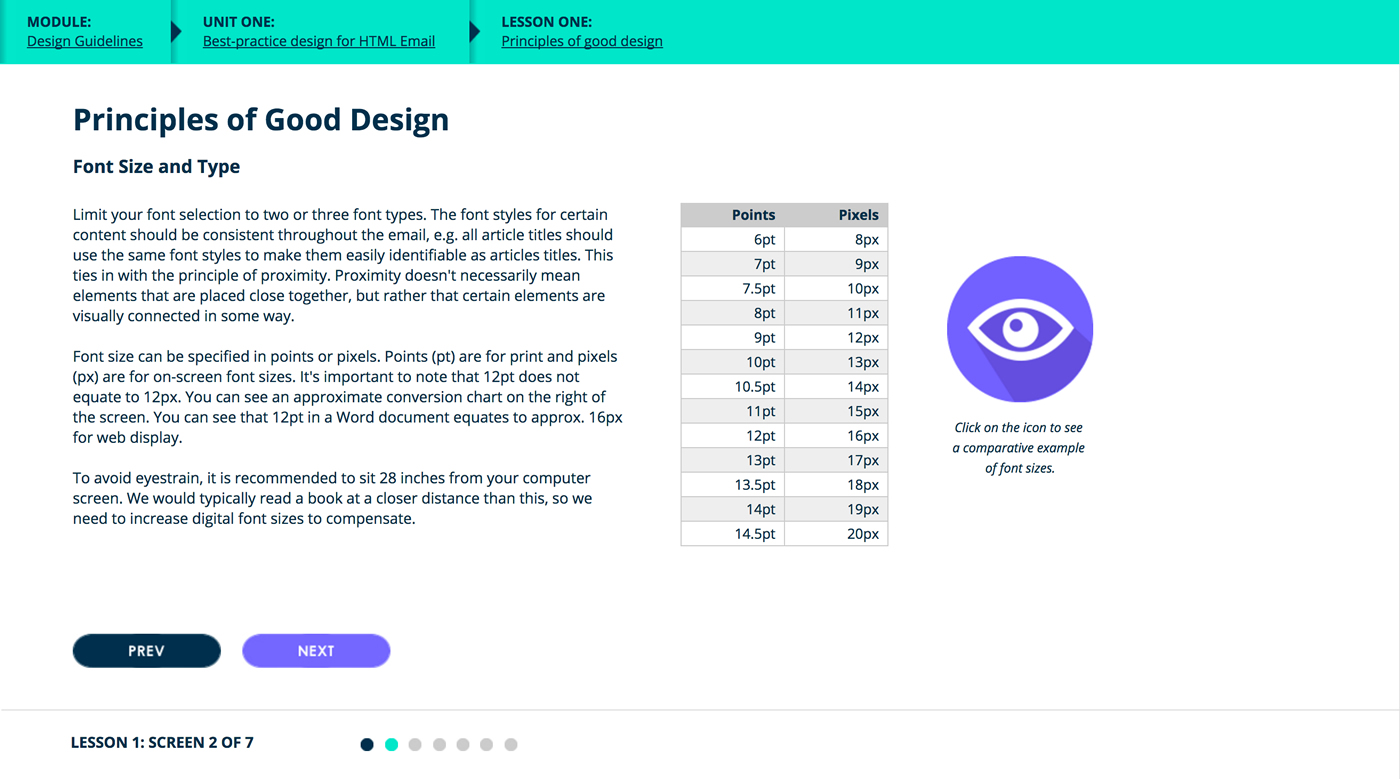 MODULE:
Design Guidelines
UNIT ONE:
Best-practice design for HTML Email
LESSON ONE:
Principles of good design
Principles of Good Design
Font Size and Type
Limit your font selection to two or three font types. The font styles for certain
content should be consistent throughout the email, e.g. all article titles should
use the same font styles to make them easily identifiable as articles titles. This
ties in with the principle of proximity. Proximity doesn't necessarily mean
elements that are placed close together, but rather that certain elements are
visually connected in some way.
Font size can be specified in points or pixels. Points (pt) are for print and pixels
(px) are for on-screen font sizes. It's important to note that 12pt does not
equate to 12px. You can see an approximate conversion chart on the right of
the screen. You can see that 12pt in a Word document equates to approx. 16px
for web display.
To avoid eyestrain, it is recommended to sit 28 inches from your computer
screen. We would typically read a book at a closer distance than this, so we
need to increase digital font sizes to compensate.
Points Pixels
6pt 8px
7pt 9px
7.5pt 10px
8pt 11px
9pt 12px
10pt 13px
10.5pt 14px
11pt 15px
12pt 16px
13pt 17px
13.5pt 18px
14pt 19px
14.5pt 20px
Click on the icon to see
a comparative example
of font sizes.
PREV
NEXT
LESSON 1: SCREEN 2 OF 7